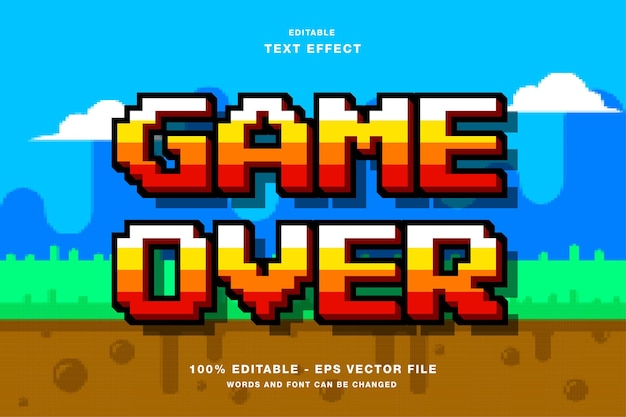 EDITABLE
TEXT EFFECT
GAME
OVER
100% EDITABLE - EPS VECTOR FILE
WORDS AND FONT CAN BE CHANGED